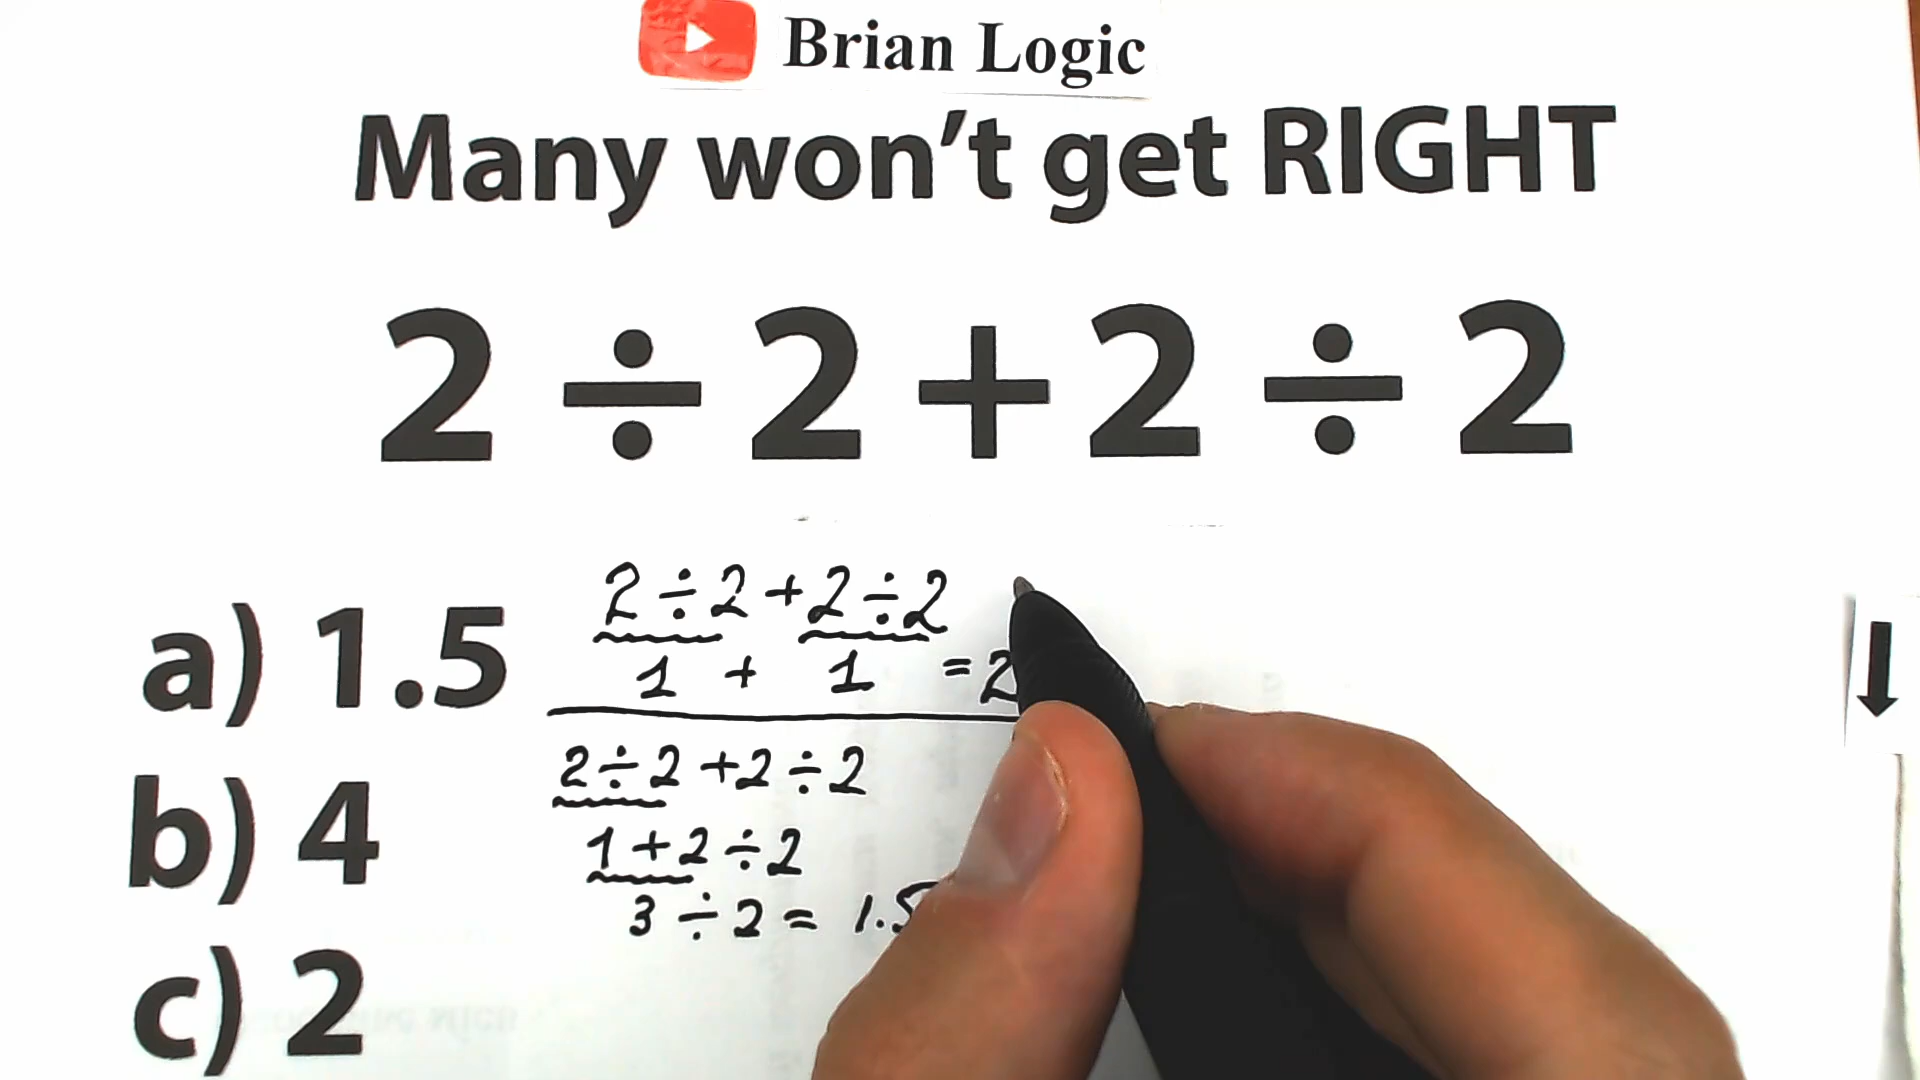 Brian Logic
Many won’t get RIGHT
2 ÷ 2 + 2 ÷ 2
a) 1.5
b) 4
c) 2
2 ÷ 2 + 2 ÷ 2
1 + 1 = 2
2 ÷ 2 + 2 ÷ 2
1 + 2 ÷ 2
3 ÷ 2 = 1.5